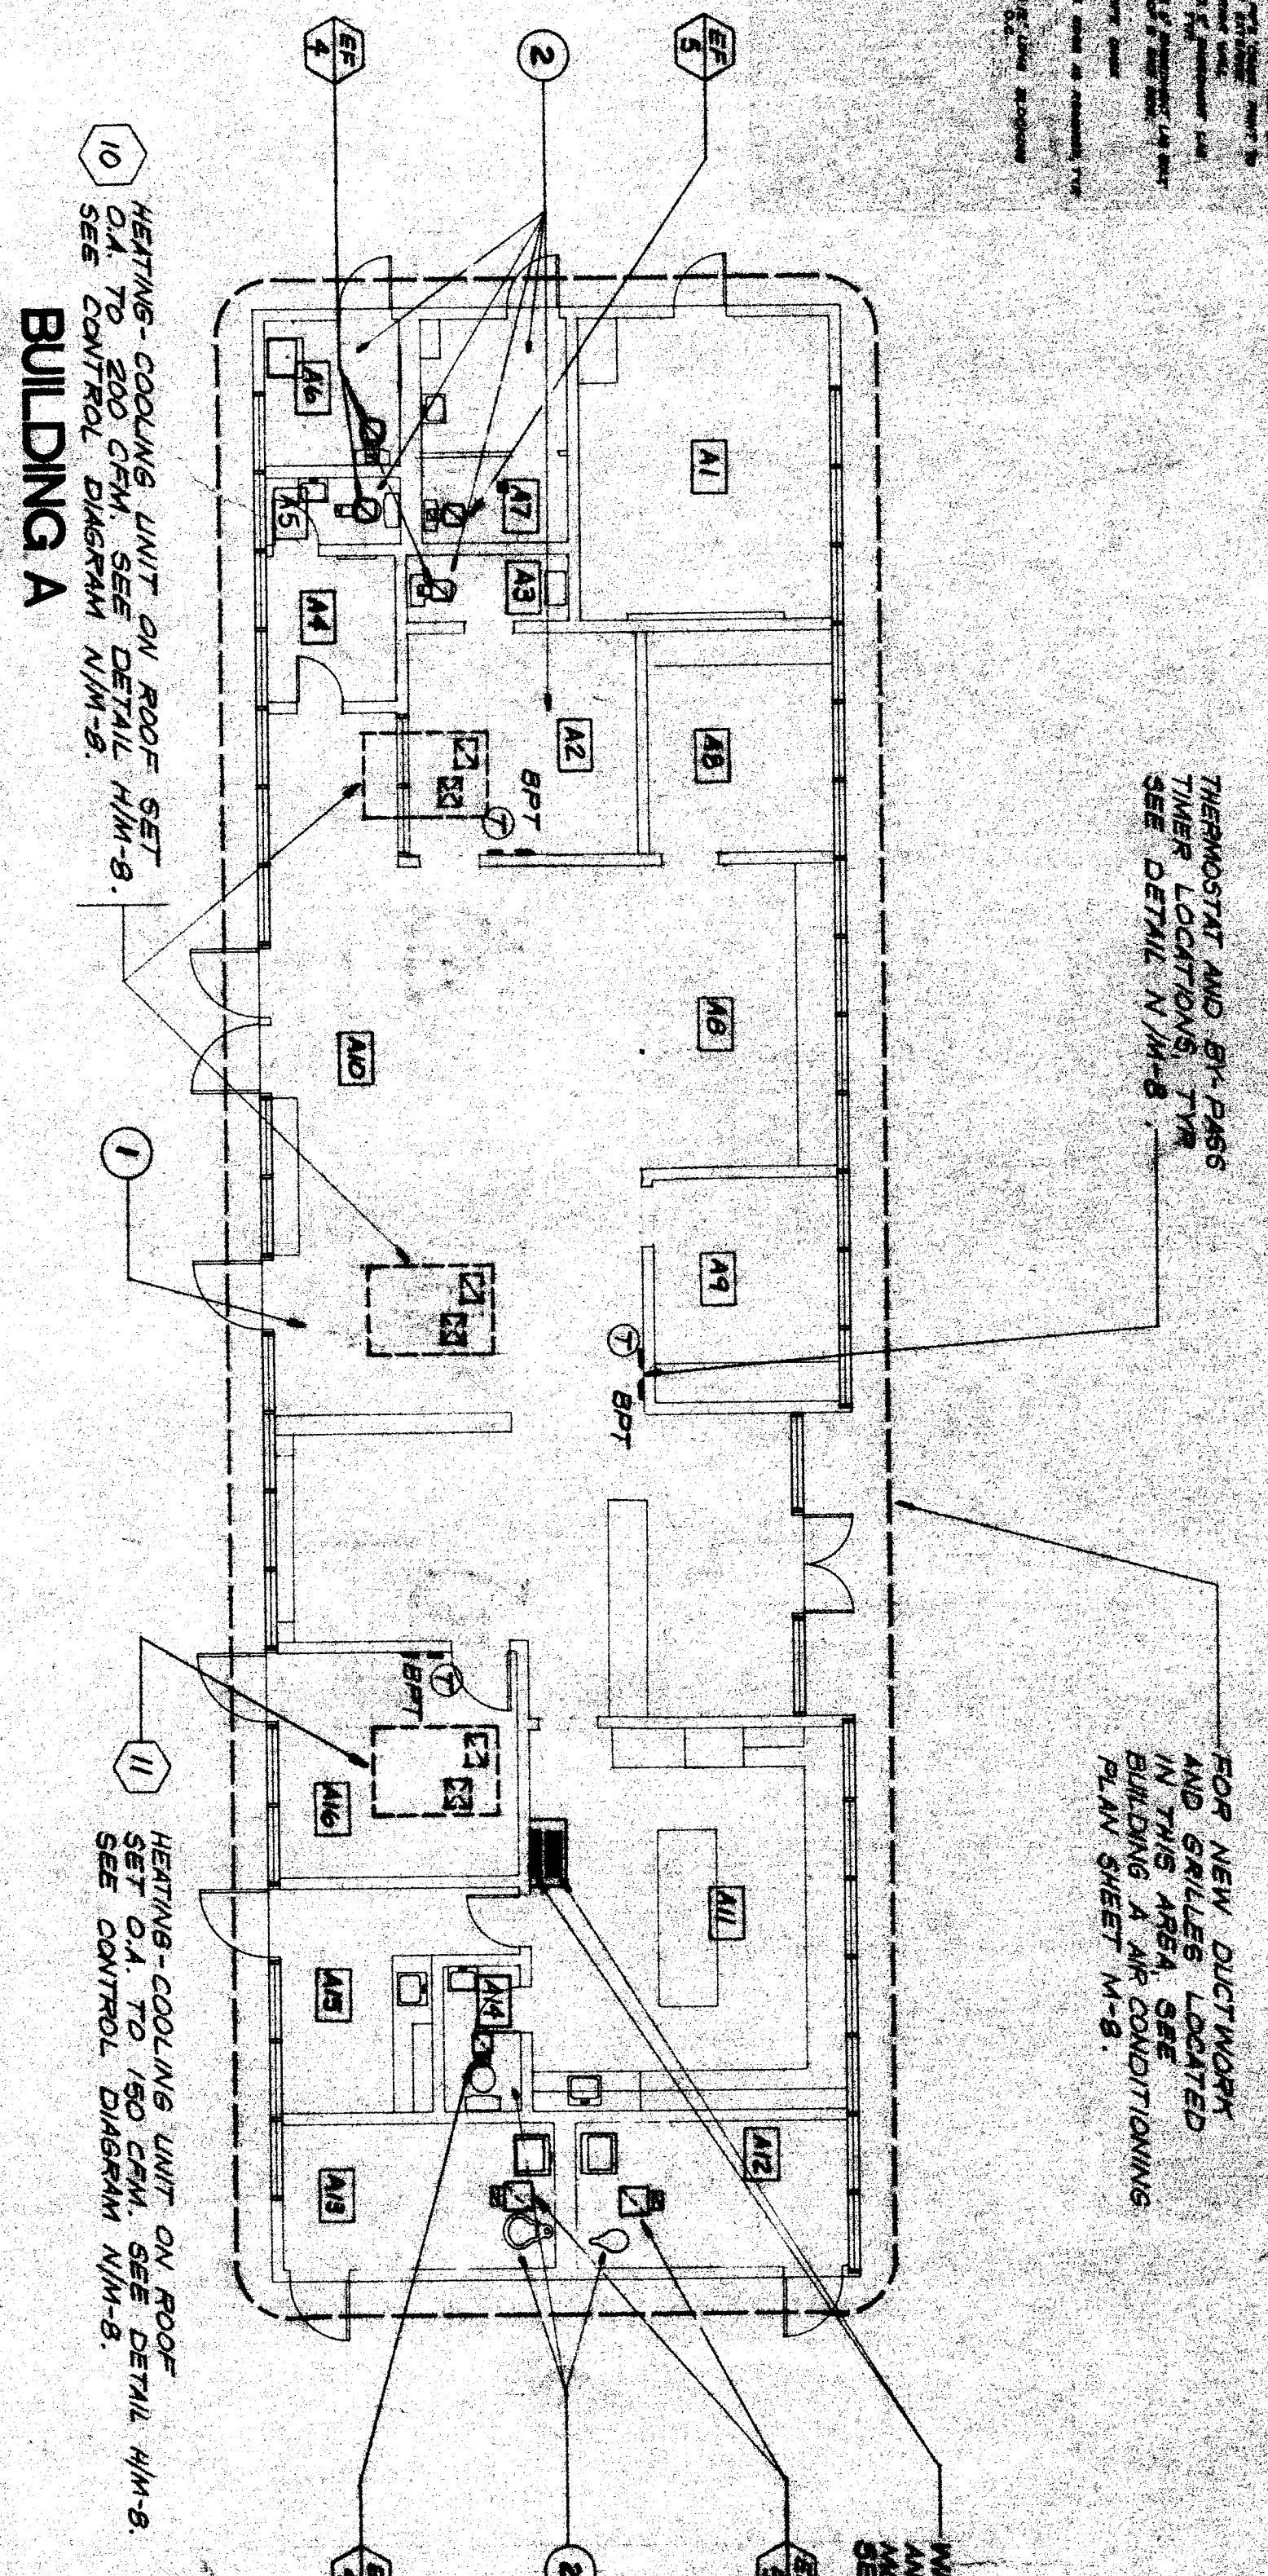 EF
4
2
EF
5
10
HEATING-COOLING UNIT ON ROOF SET
O.A. TO 200 CFM. SEE DETAIL H/M-8.
SEE CONTROL DIAGRAM N/M-8.
BUILDING A
THERMOSTAT AND BY-PASS
TIMER LOCATIONS, TYP.
SEE DETAIL N/M-8
FOR NEW DUCTWORK
AND GRILLES LOCATED
IN THIS AREA, SEE
BUILDING A AIR CONDITIONING
PLAN SHEET M-8.
A1
A6
A5
A7
A3
A4
A2
A8
BPT
T
A8
A10
1
A9
T
BPT
T
BPT
11
HEATING-COOLING UNIT ON ROOF
SET O.A. TO 150 CFM. SEE DETAIL H/M-8.
SEE CONTROL DIAGRAM N/M-8.
A16
A11
A15
A14
A13
A12
2